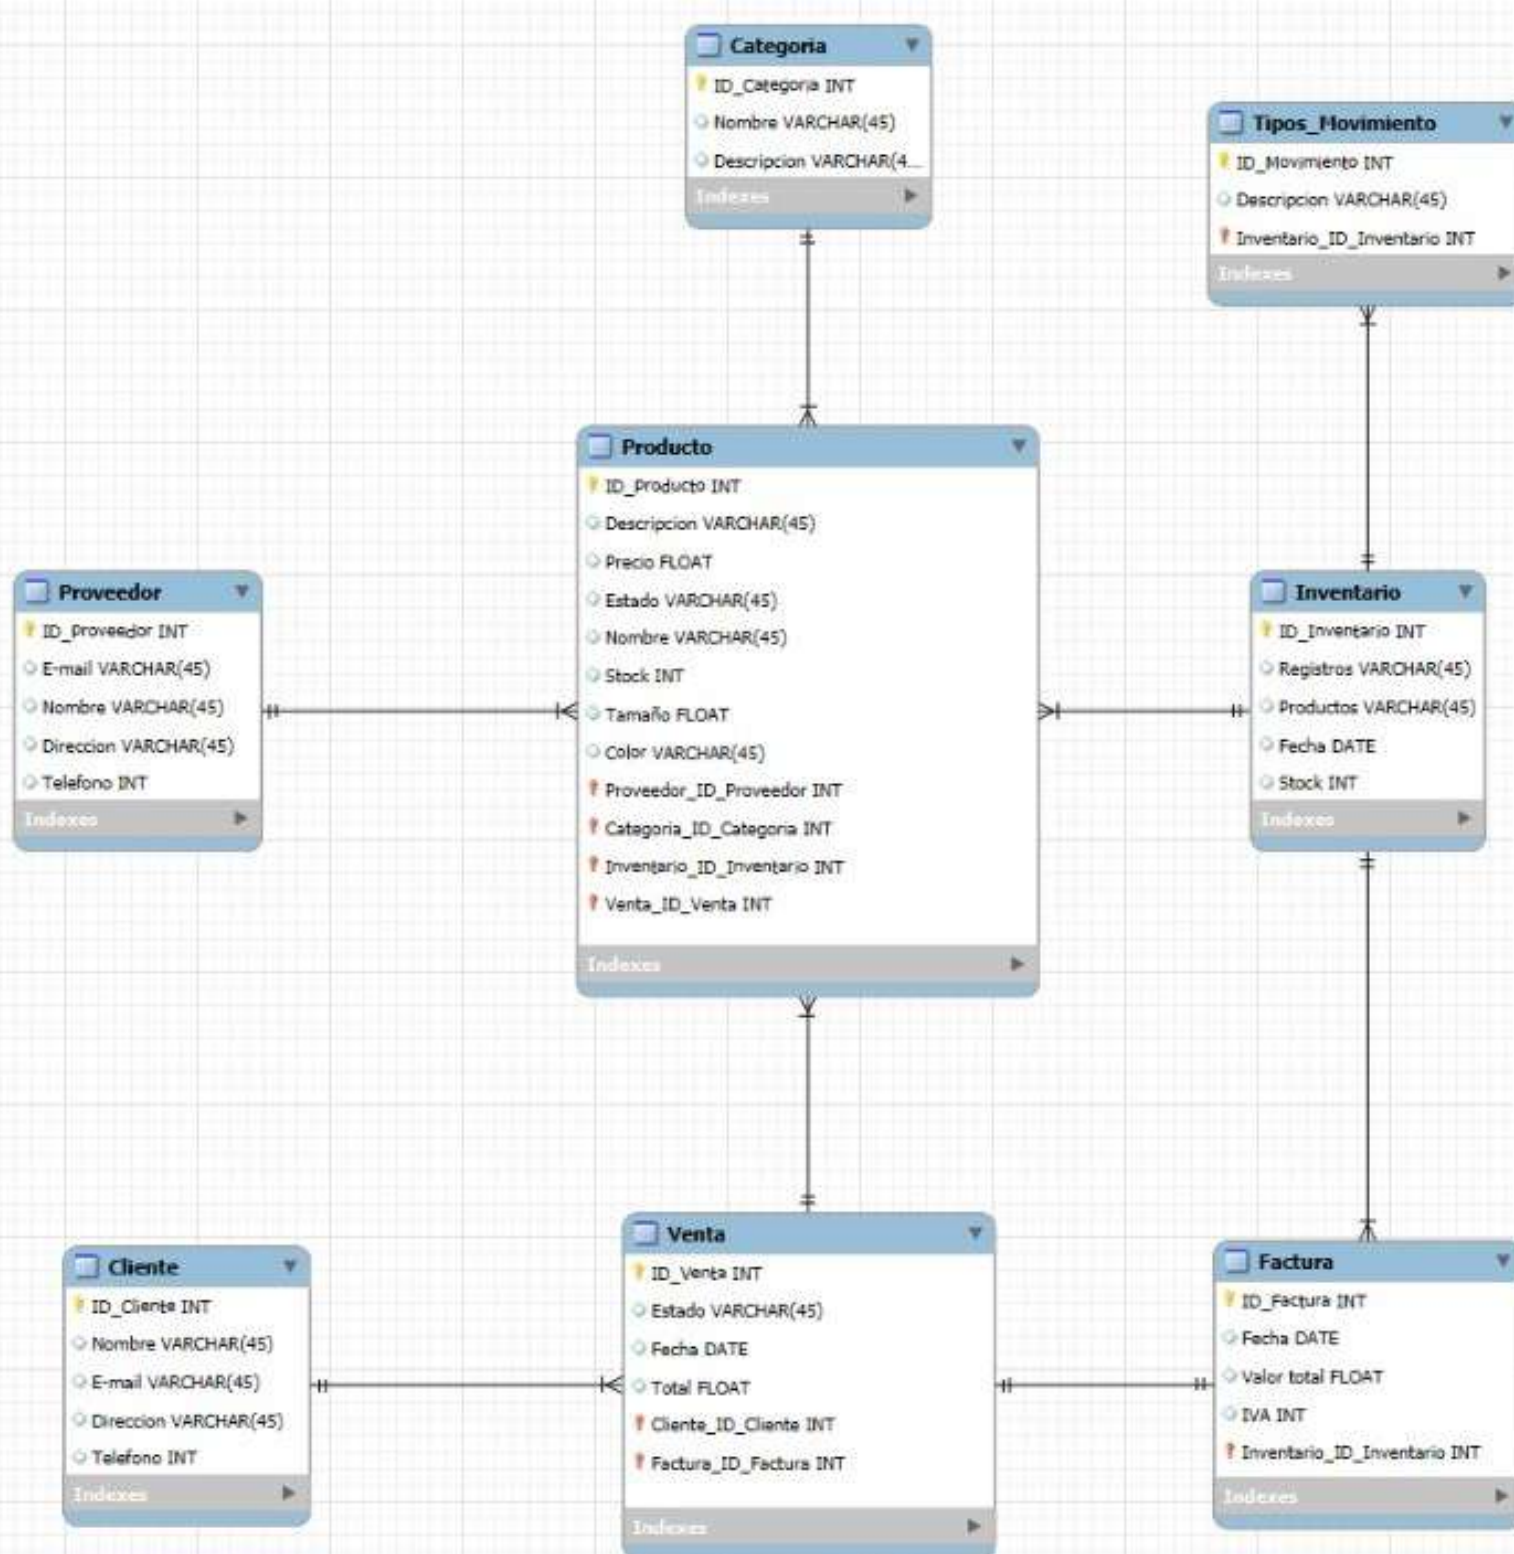 Categoria
ID_Categoria INT
Nombre VARCHAR(45)
Descripcion VARCHAR(4...
Indexes
Tipos_Movimiento
ID_Movimiento INT
Descripcion VARCHAR(45)
Inventario_ID_Inventario INT
Indexes
Producto
ID_Producto INT
Descripcion VARCHAR(45)
Precio FLOAT
Estado VARCHAR(45)
Nombre VARCHAR(45)
Stock INT
Tamaño FLOAT
Color VARCHAR(45)
Proveedor_ID_Proveedor INT
Categoria_ID_Categoria INT
Inventario_ID_Inventario INT
Venta_ID_Venta INT
Indexes
Proveedor
ID_Proveedor INT
E-mail VARCHAR(45)
Nombre VARCHAR(45)
Direccion VARCHAR(45)
Telefono INT
Indexes
Inventario
ID_Inventario INT
Registros VARCHAR(45)
Productos VARCHAR(45)
Fecha DATE
Stock INT
Indexes
Cliente
ID_Cliente INT
Nombre VARCHAR(45)
E-mail VARCHAR(45)
Direccion VARCHAR(45)
Telefono INT
Indexes
Venta
ID_Venta INT
Estado VARCHAR(45)
Fecha DATE
Total FLOAT
Cliente_ID_Cliente INT
Factura_ID_Factura INT
Indexes
Factura
ID_Factura INT
Fecha DATE
Valor total FLOAT
IVA INT
Inventario_ID_Inventario INT
Indexes